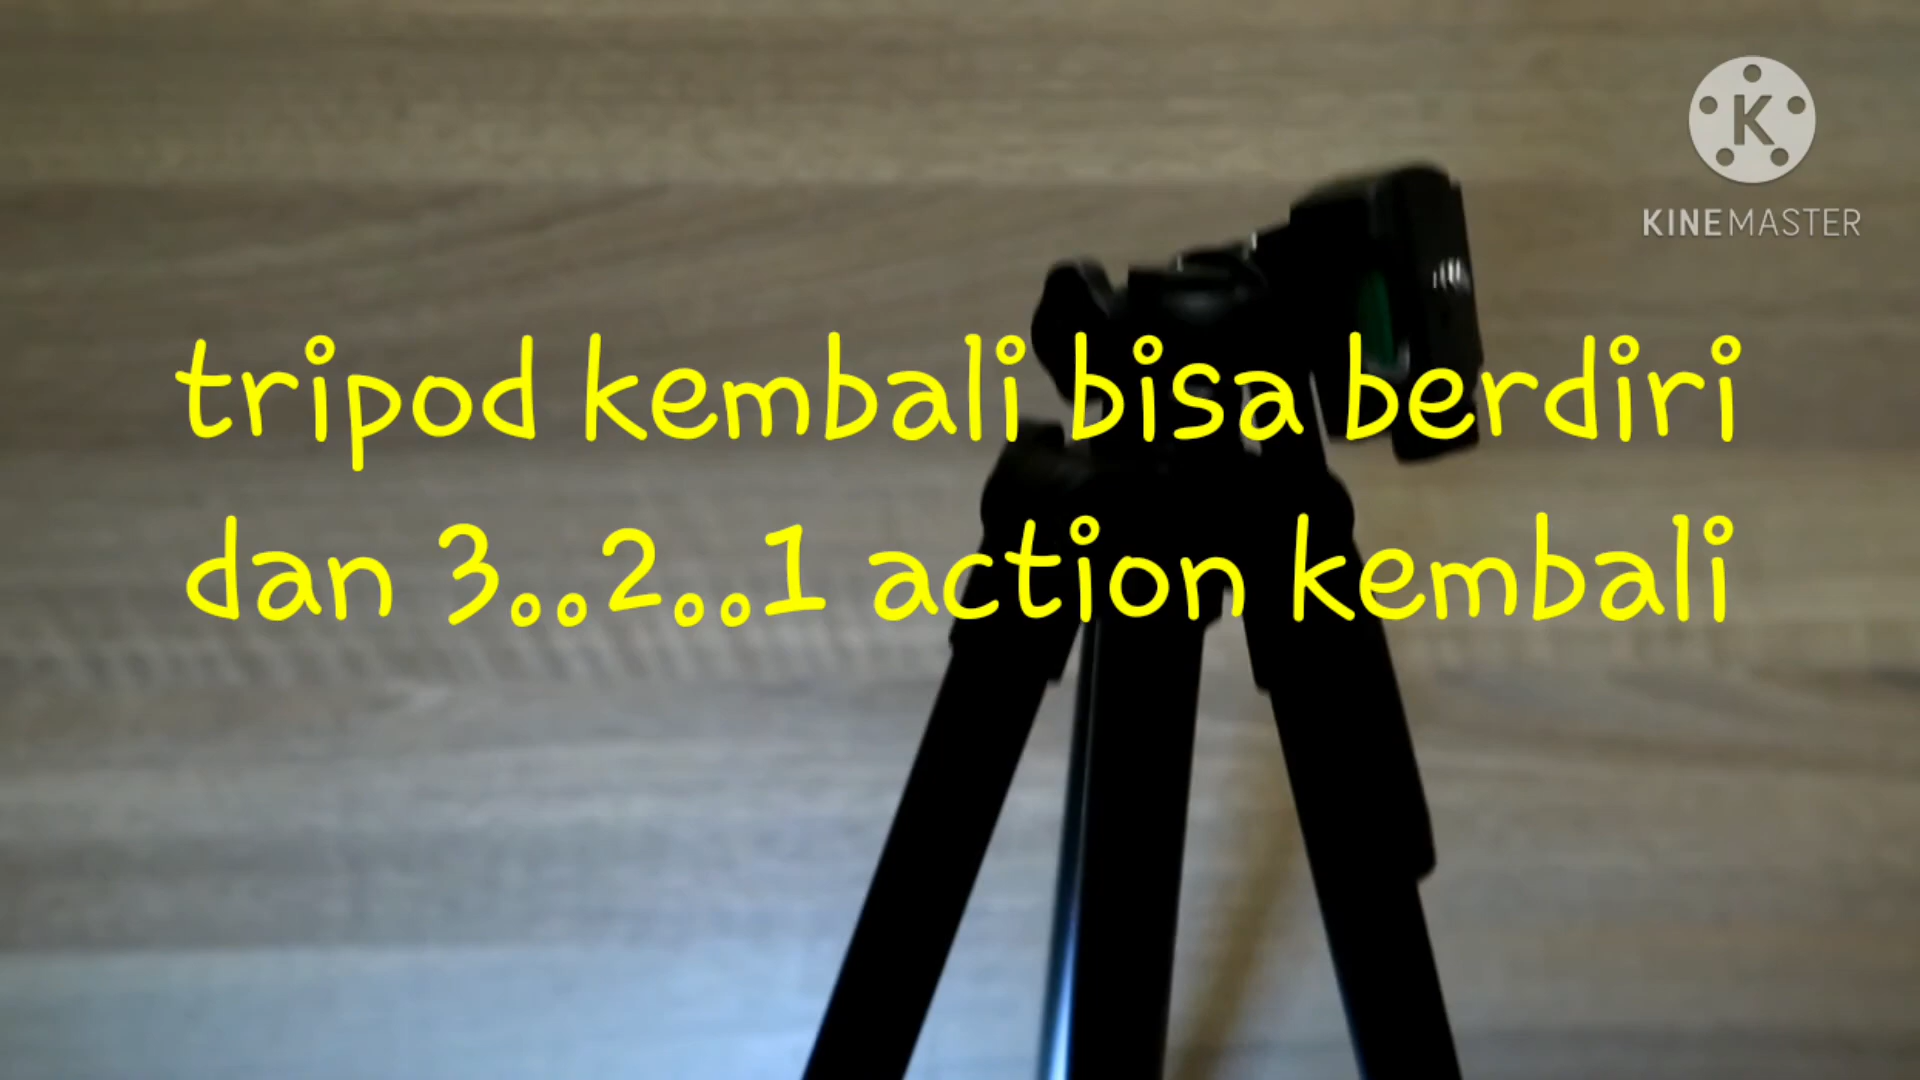 K
KINEMASTER
tripod kembali bisa berdiri
dan 3..2..1 action kembali